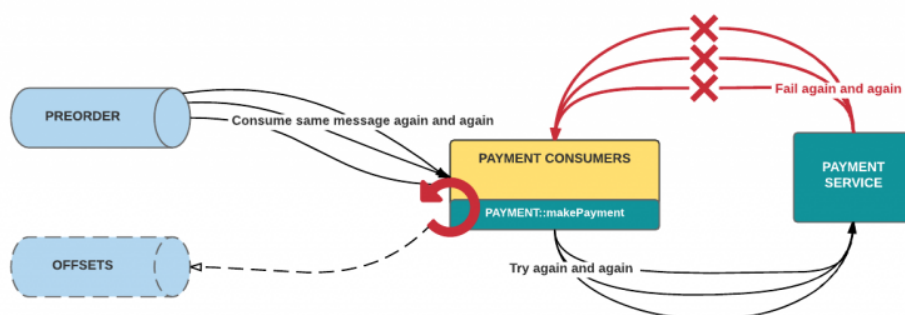 PREORDER
Consume same message again and again
Fail again and again
PAYMENT CONSUMERS
PAYMENT
SERVICE
PAYMENT::makePayment
OFFSETS
Try again and again